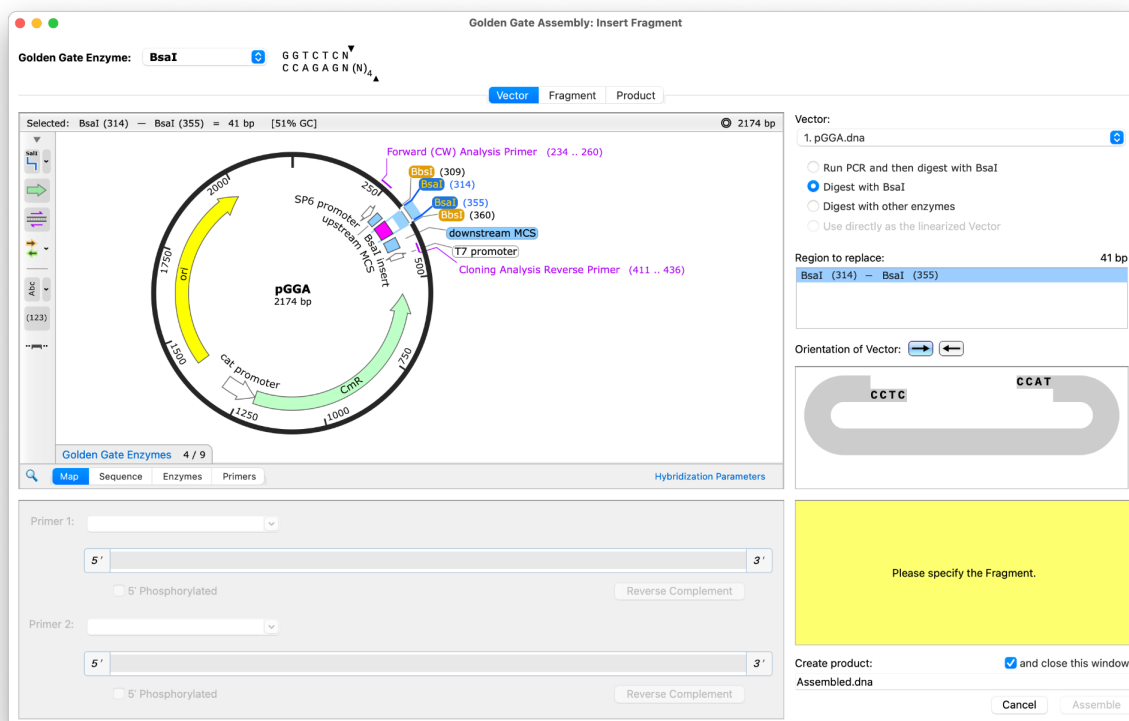 Golden Gate Assembly: Insert Fragment
Golden Gate Enzyme: BsaI
GGTCTCN
CCAGAGN(N)4
Vector Fragment Product
Selected: BsaI (314) – BsaI (355) = 41 bp [51% GC]
2174 bp
SalI
Abc
(123)
Forward (CW) Analysis Primer (234 .. 260)
BbsI (309)
BsaI (314)
BsaI (355)
BbsI (360)
downstream MCS
T7 promoter
Cloning Analysis Reverse Primer (411 .. 436)
SP6 promoter
upstream MCS
BsaI insert
pGGA
2174 bp
ori
cat promoter
CmR
250
500
750
1000
1250
1500
1750
2000
Golden Gate Enzymes 4 / 9
Map Sequence Enzymes Primers
Hybridization Parameters
Primer 1:
5' 3'
5' Phosphorylated
Reverse Complement
Primer 2:
5' 3'
5' Phosphorylated
Reverse Complement
Vector:
1. pGGA.dna
Run PCR and then digest with BsaI
Digest with BsaI
Digest with other enzymes
Use directly as the linearized Vector
Region to replace: 41 bp
BsaI (314) – BsaI (355)
Orientation of Vector:
CCTC
CCAT
Please specify the Fragment.
Create product:
and close this window
Assembled.dna
Cancel Assemble